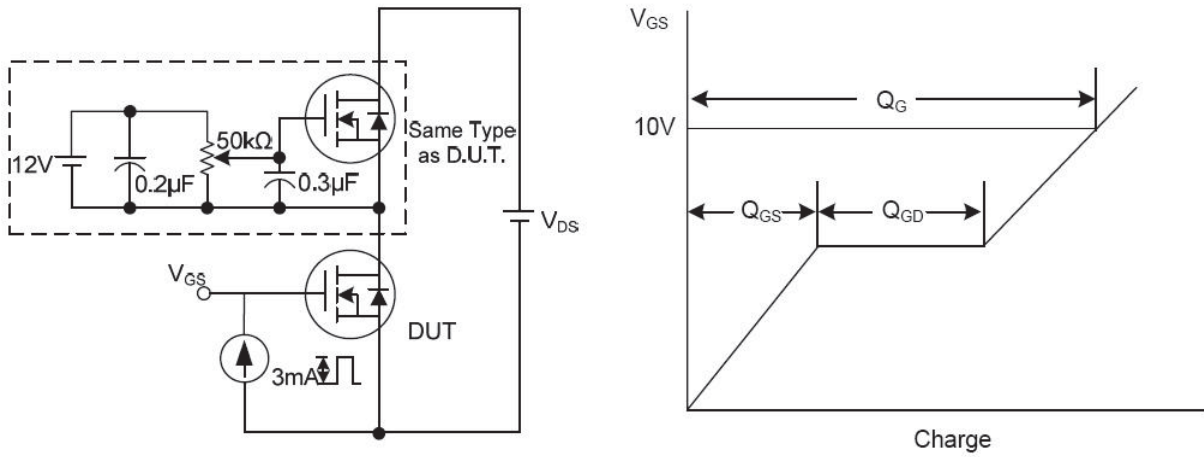 12V
0.2μF
50kΩ
0.3μF
Same Type
as D.U.T.
V_DS
V_GS
DUT
3mA
V_GS
Q_G
10V
Q_GS
Q_GD
Charge